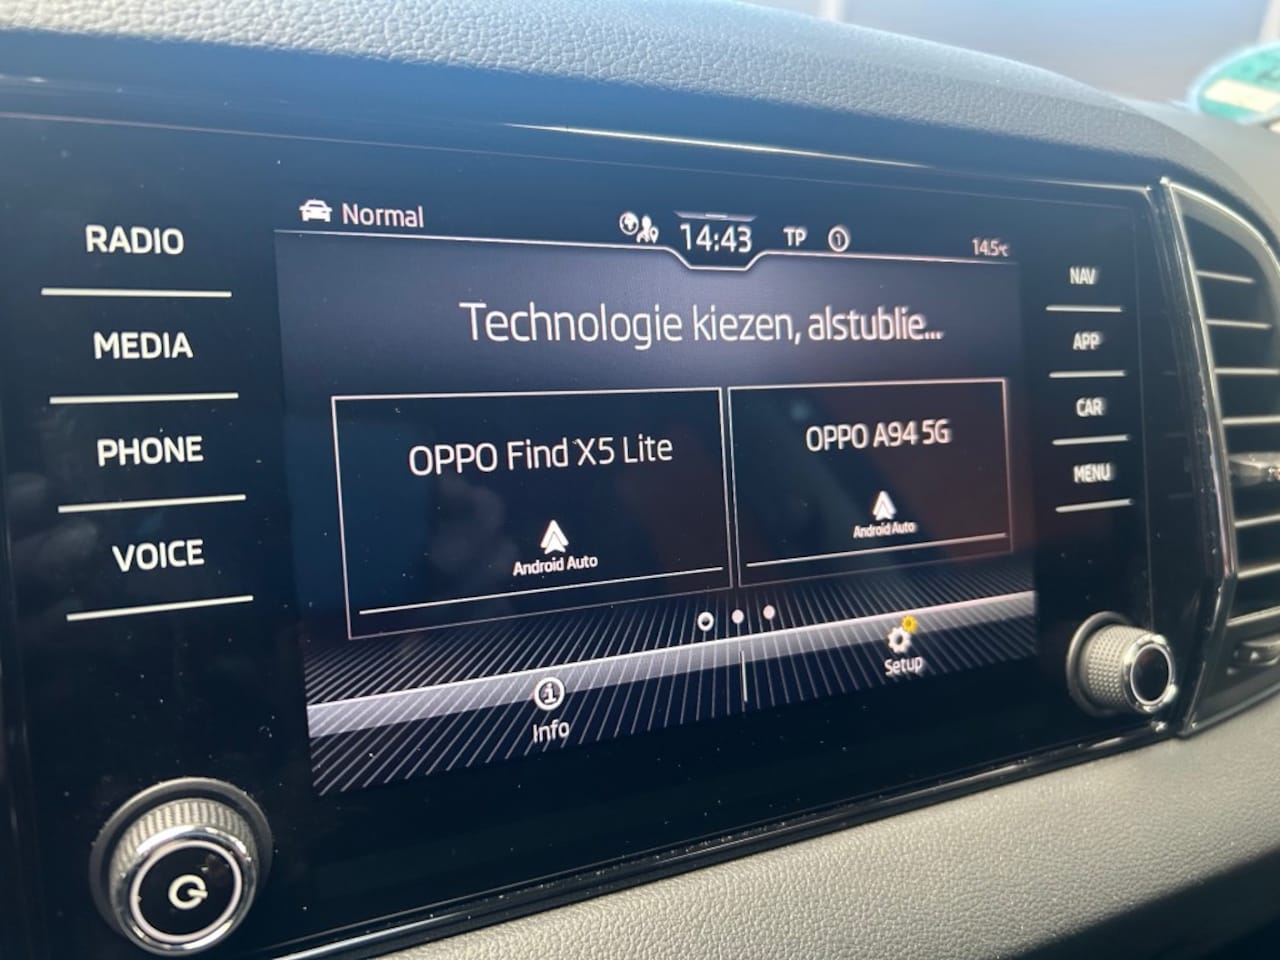 Normal
14:43
TP
1
14.5°C
RADIO
MEDIA
PHONE
VOICE
Technologie kiezen, alstublie...
OPPO Find X5 Lite
Android Auto
OPPO A94 5G
Android Auto
Info
Setup
NAV
APP
CAR
MENU